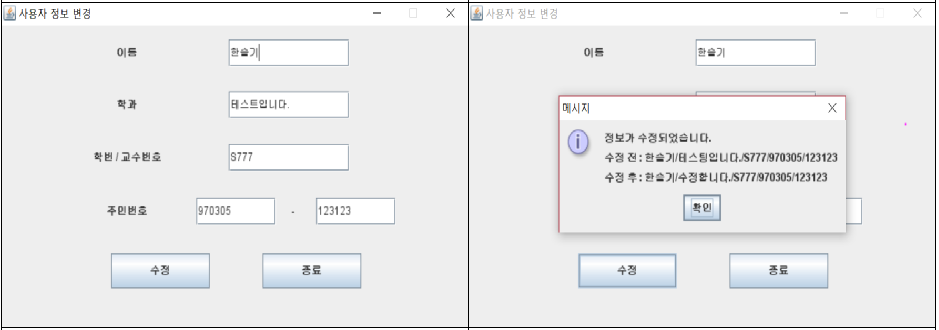 사용자 정보 변경
이름
한슬기
학과
테스트입니다.
학번 / 교수번호
S777
주민번호
970305
-
123123
수정
종료
사용자 정보 변경
이름
한슬기
메시지
정보가 수정되었습니다.
수정 전 : 한슬기/테스팅입니다./S777/970305/123123
수정 후 : 한슬기/수정합니다./S777/970305/123123
확인
수정
종료